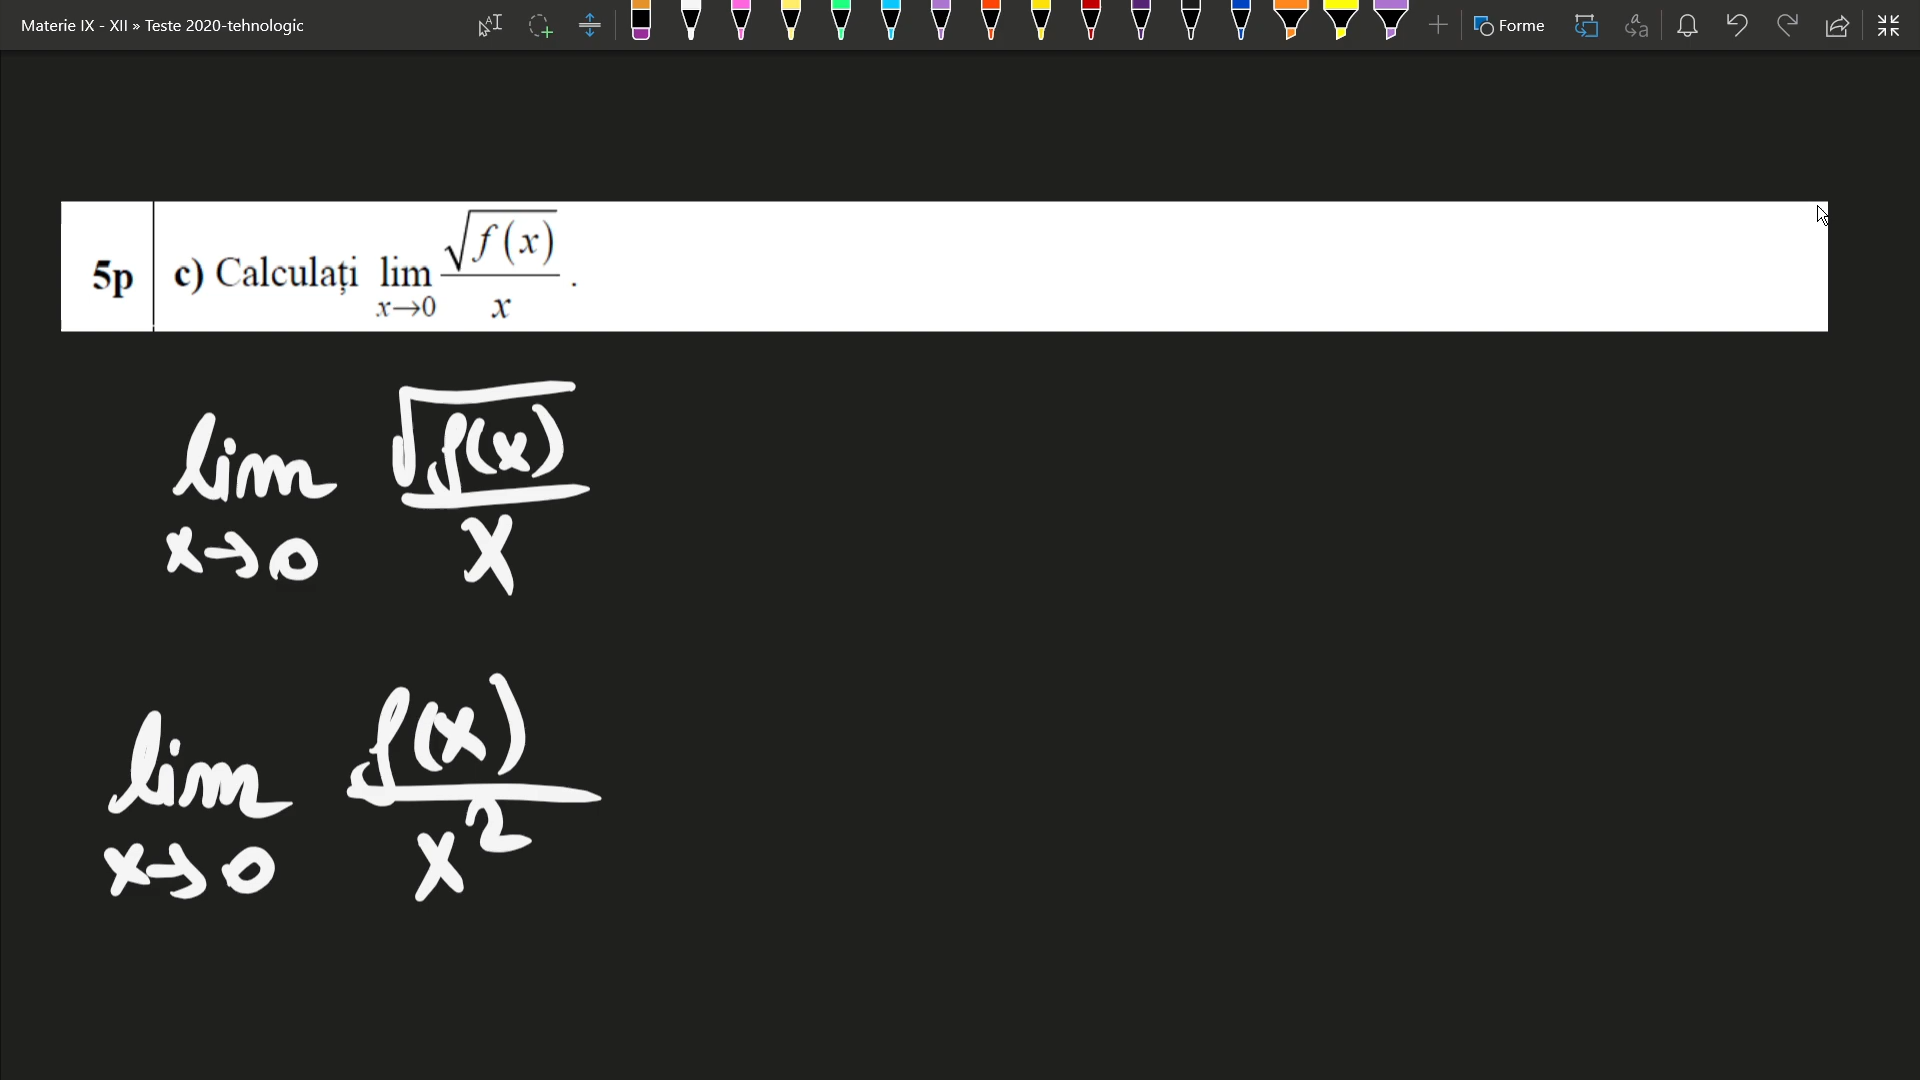 Materie IX - XII » Teste 2020-tehnologic
Forme
5p c) Calculați lim x→0 √f(x) / x .
lim x→0 √f(x) / x
lim x→0 f(x) / x²